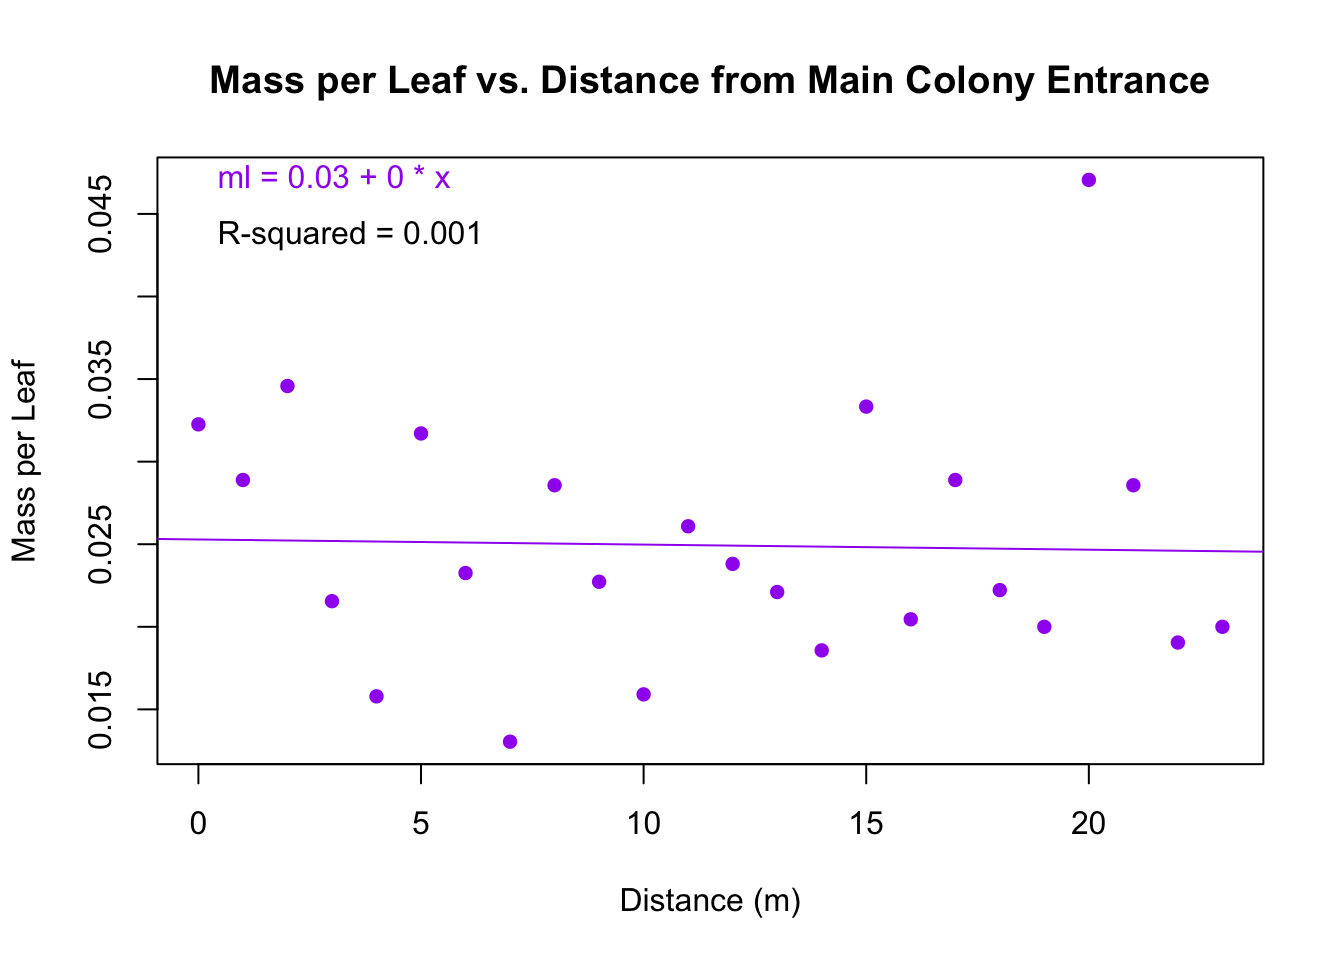 Mass per Leaf vs. Distance from Main Colony Entrance
ml = 0.03 + 0 * x
R-squared = 0.001
Mass per Leaf
0.045
0.035
0.025
0.015
0 5 10 15 20
Distance (m)